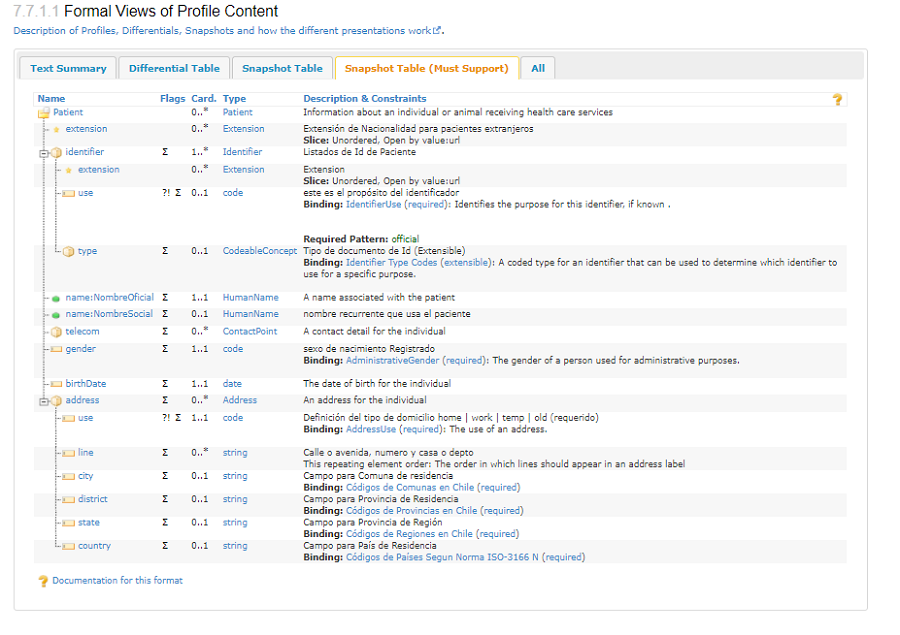 7.7.1.1 Formal Views of Profile Content
Description of Profiles, Differentials, Snapshots and how the different presentations work.
Text Summary Differential Table Snapshot Table Snapshot Table (Must Support) All
Name Flags Card. Type Description & Constraints ?
Patient 0..* Patient Information about an individual or animal receiving health care services
extension 0..* Extension Extensión de Nacionalidad para pacientes extranjeros
Slice: Unordered, Open by value:url
identifier Σ 1..* Identifier Listados de Id de Paciente
extension 0..* Extension Extension
Slice: Unordered, Open by value:url
use ?! Σ 0..1 code este es el propósito del identificador
Binding: IdentifierUse (required): Identifies the purpose for this identifier, if known .
Required Pattern: official
type Σ 0..1 CodeableConcept Tipo de documento de Id (Extensible)
Binding: Identifier Type Codes (extensible): A coded type for an identifier that can be used to determine which identifier to
use for a specific purpose.
name:NombreOficial Σ 1..1 HumanName A name associated with the patient
name:NombreSocial Σ 0..1 HumanName nombre recurrente que usa el paciente
telecom Σ 0..* ContactPoint A contact detail for the individual
gender Σ 1..1 code sexo de nacimiento Registrado
Binding: AdministrativeGender (required): The gender of a person used for administrative purposes.
birthDate Σ 1..1 date The date of birth for the individual
address Σ 0..* Address An address for the individual
use ?! Σ 1..1 code Definición del tipo de domicilio home | work | temp | old (requerido)
Binding: AddressUse (required): The use of an address.
line Σ 0..* string Calle o avenida, numero y casa o depto
This repeating element order: The order in which lines should appear in an address label
city Σ 0..1 string Campo para Comuna de residencia
Binding: Códigos de Comunas en Chile (required)
district Σ 0..1 string Campo para Provincia de Residencia
Binding: Códigos de Provincias en Chile (required)
state Σ 0..1 string Campo para Provincia de Región
Binding: Códigos de Regiones en Chile (required)
country Σ 0..1 string Campo para País de Residencia
Binding: Códigos de Países Segun Norma ISO-3166 N (required)
? Documentation for this format